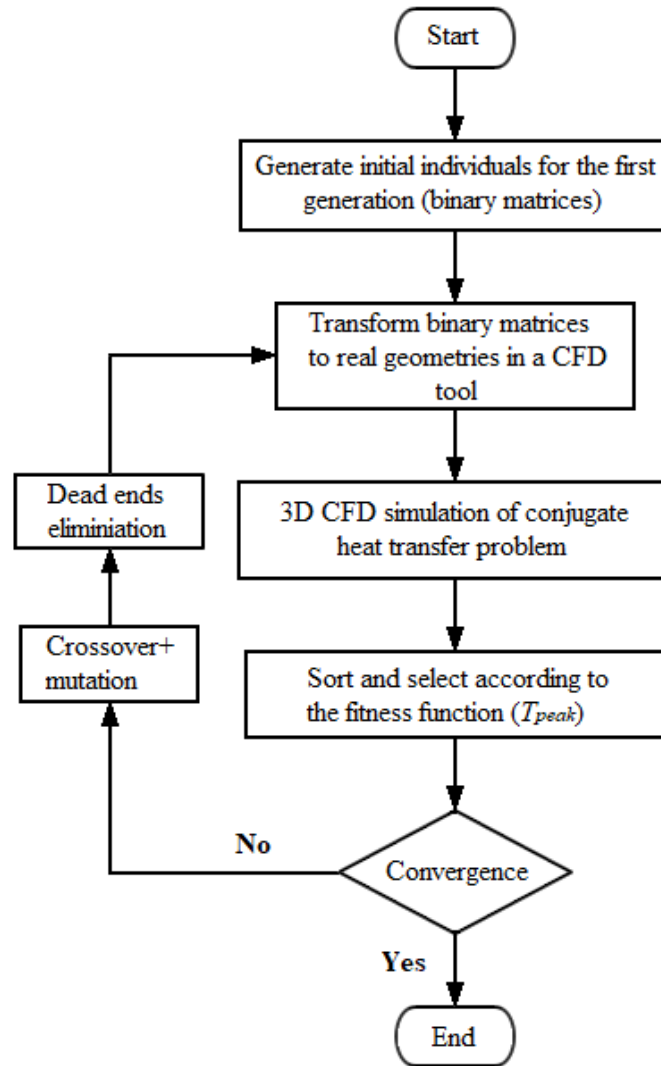 Start
Generate initial individuals for the first
generation (binary matrices)
Transform binary matrices
to real geometries in a CFD
tool
3D CFD simulation of conjugate
heat transfer problem
Sort and select according to
the fitness function (Tpeak)
Convergence
No
Crossover+
mutation
Dead ends
eliminiation
Yes
End